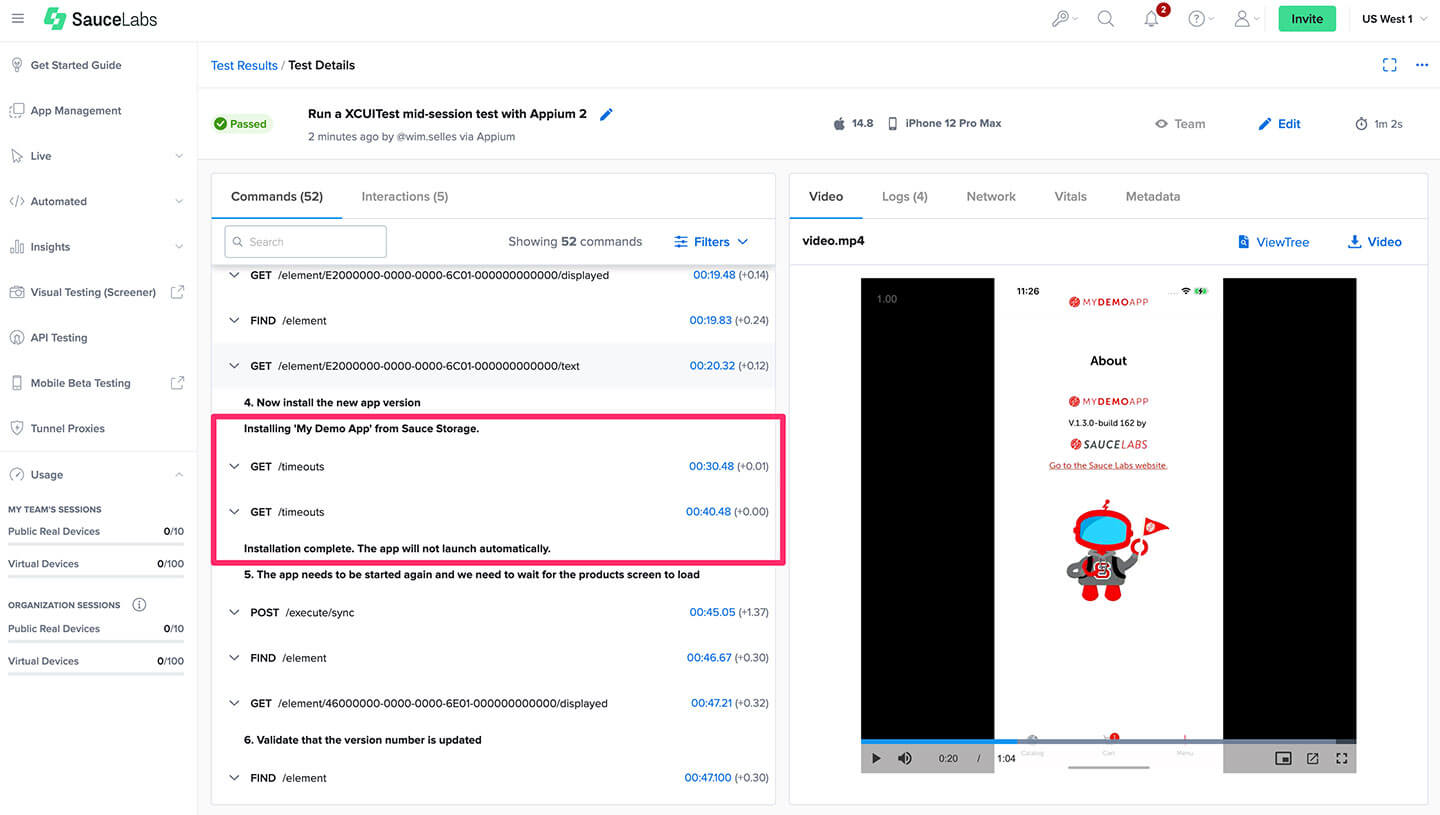 SauceLabs
2
Invite
US West 1
Get Started Guide
App Management
Live
Automated
Insights
Visual Testing (Screener)
API Testing
Mobile Beta Testing
Tunnel Proxies
Usage
MY TEAM'S SESSIONS
Public Real Devices 0/10
Virtual Devices 0/100
ORGANIZATION SESSIONS
Public Real Devices 0/10
Virtual Devices 0/100
Test Results / Test Details
Passed
Run a XCUITest mid-session test with Appium 2
2 minutes ago by @wim.selles via Appium
14.8
iPhone 12 Pro Max
Team
Edit
1m 2s
Commands (52)
Interactions (5)
Search
Showing 52 commands
Filters
GET /element/E2000000-0000-0000-6C01-000000000000/displayed 00:19.48 (+0.14)
FIND /element 00:19.83 (+0.24)
GET /element/E2000000-0000-0000-6C01-000000000000/text 00:20.32 (+0.12)
4. Now install the new app version
Installing 'My Demo App' from Sauce Storage.
GET /timeouts 00:30.48 (+0.01)
GET /timeouts 00:40.48 (+0.00)
Installation complete. The app will not launch automatically.
5. The app needs to be started again and we need to wait for the products screen to load
POST /execute/sync 00:45.05 (+1.37)
FIND /element 00:46.67 (+0.30)
GET /element/46000000-0000-0000-6E01-000000000000/displayed 00:47.21 (+0.32)
6. Validate that the version number is updated
FIND /element 00:47.100 (+0.30)
Video
Logs (4)
Network
Vitals
Metadata
video.mp4
ViewTree
Video
1.00
11:26
MYDEMOAPP
About
MYDEMOAPP
V.1.3.0-build 162 by
SAUCELABS
Go to the Sauce Labs website.
S
1
Catalog
Cart
Menu
0:20 / 1:04